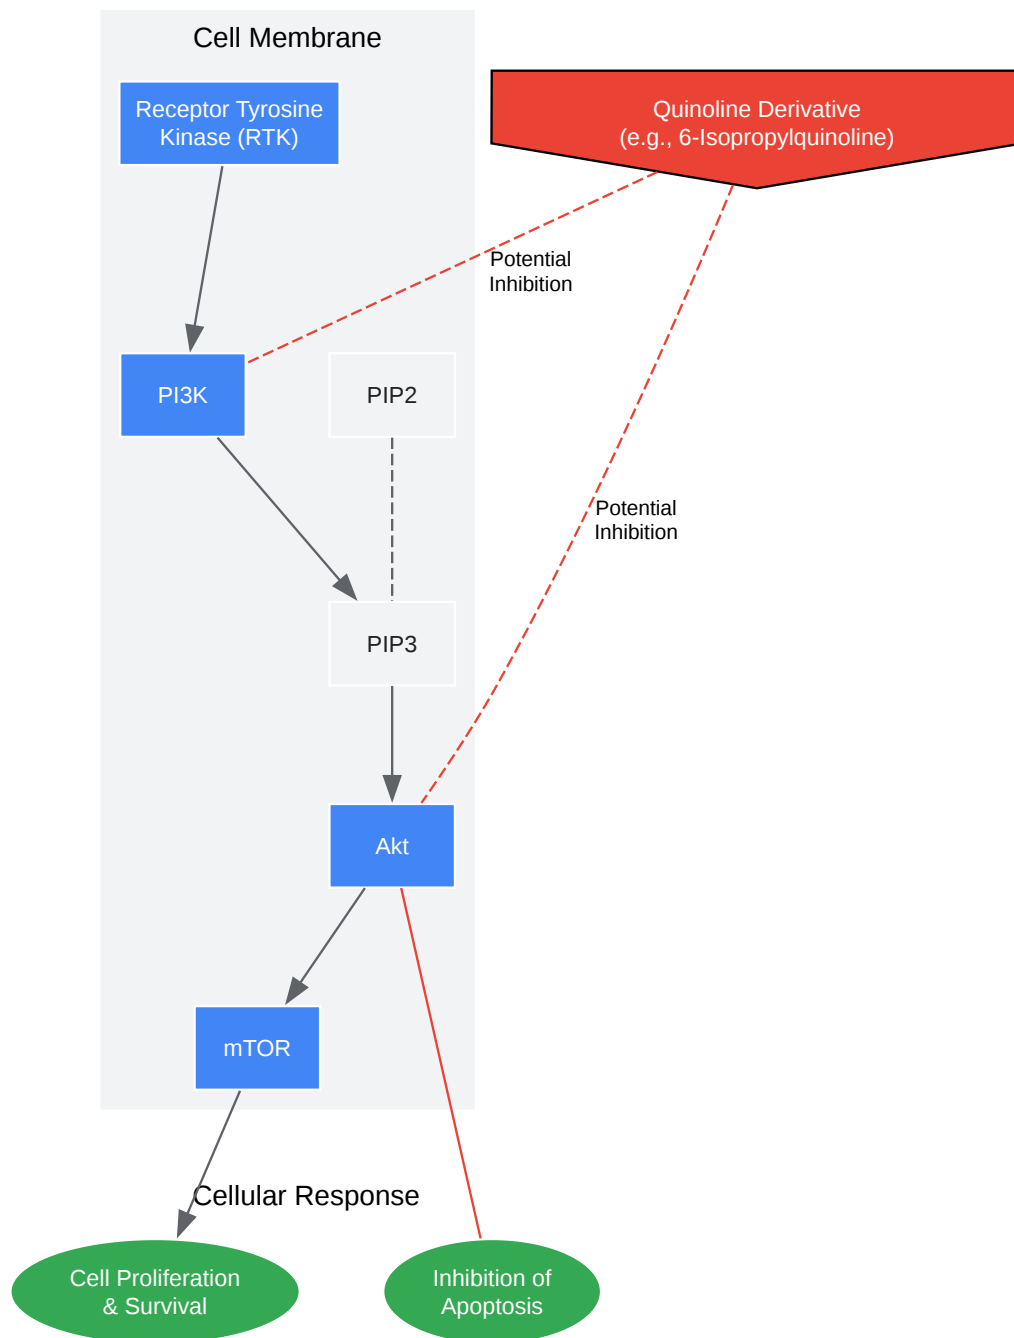 Cell Membrane
Receptor Tyrosine
Kinase (RTK)
Quinoline Derivative
(e.g., 6-Isopropylquinoline)
Potential
Inhibition
PI3K
PIP2
Potential
Inhibition
PIP3
Akt
mTOR
Cellular Response
Cell Proliferation
& Survival
Inhibition of
Apoptosis